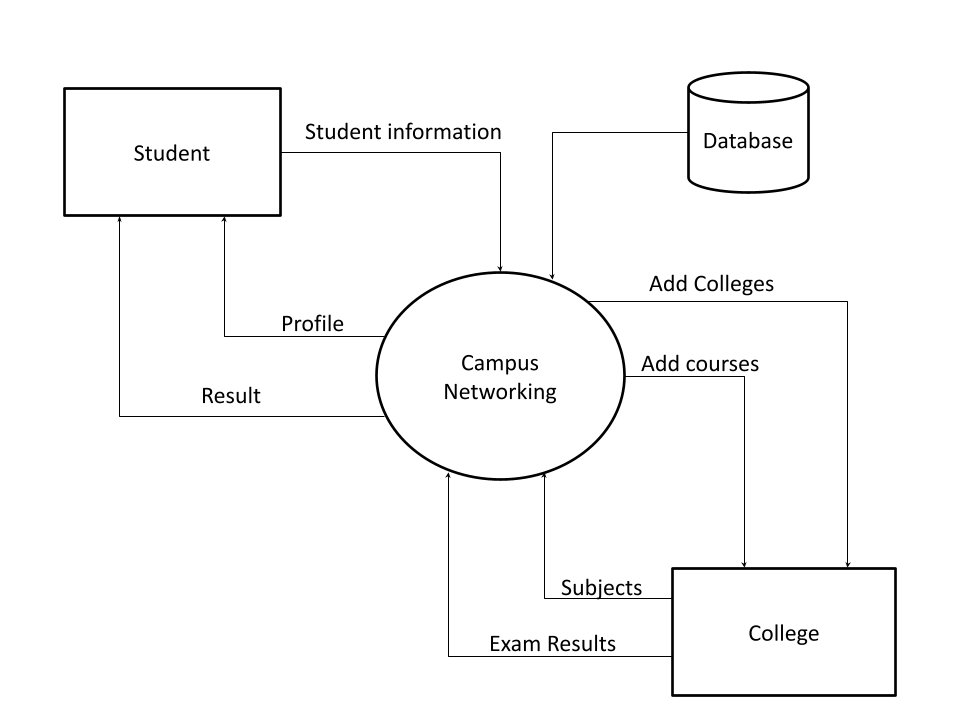 Student information
Database
Student
Add Colleges
Profile
Campus
Networking
Add courses
Result
Subjects
College
Exam Results